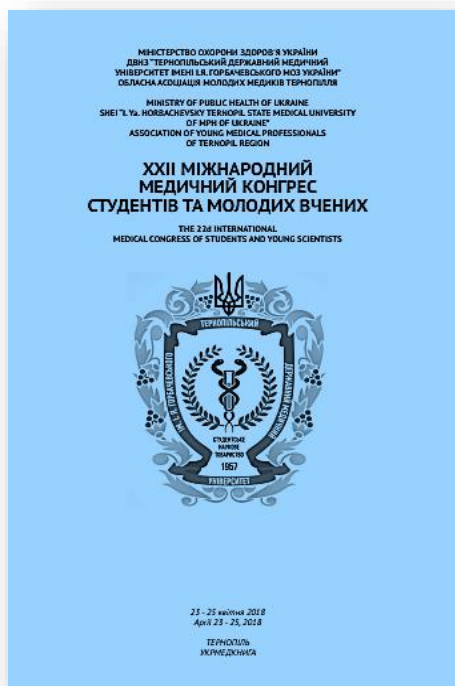 МІНІСТЕРСТВО ОХОРОНИ ЗДОРОВ'Я УКРАЇНИ
ДВНЗ "ТЕРНОПІЛЬСЬКИЙ ДЕРЖАВНИЙ МЕДИЧНИЙ
УНІВЕРСИТЕТ ІМЕНІ І.Я. ГОРБАЧЕВСЬКОГО МОЗ УКРАЇНИ"
ОБЛАСНА АСОЦІАЦІЯ МОЛОДИХ МЕДИКІВ ТЕРНОПІЛЛЯ
MINISTRY OF PUBLIC HEALTH OF UKRAINE
SHEI "I. Ya. HORBACHEVSKY TERNOPIL STATE MEDICAL UNIVERSITY
OF MPH OF UKRAINE"
ASSOCIATION OF YOUNG MEDICAL PROFESSIONALS
OF TERNOPIL REGION
XXII МІЖНАРОДНИЙ
МЕДИЧНИЙ КОНГРЕС
СТУДЕНТІВ ТА МОЛОДИХ ВЧЕНИХ
THE 22d INTERNATIONAL
MEDICAL CONGRESS OF STUDENTS AND YOUNG SCIENTISTS
ТЕРНОПІЛЬСЬКИЙ
ДЕРЖАВНИЙ МЕДИЧНИЙ
УНІВЕРСИТЕТ
ІМ. І. Я. ГОРБАЧЕВСЬКОГО
СТУДЕНТСЬКЕ
НАУКОВЕ
ТОВАРИСТВО
1957
23 - 25 квітня 2018
April 23 - 25, 2018
ТЕРНОПІЛЬ
УКРМЕДКНИГА